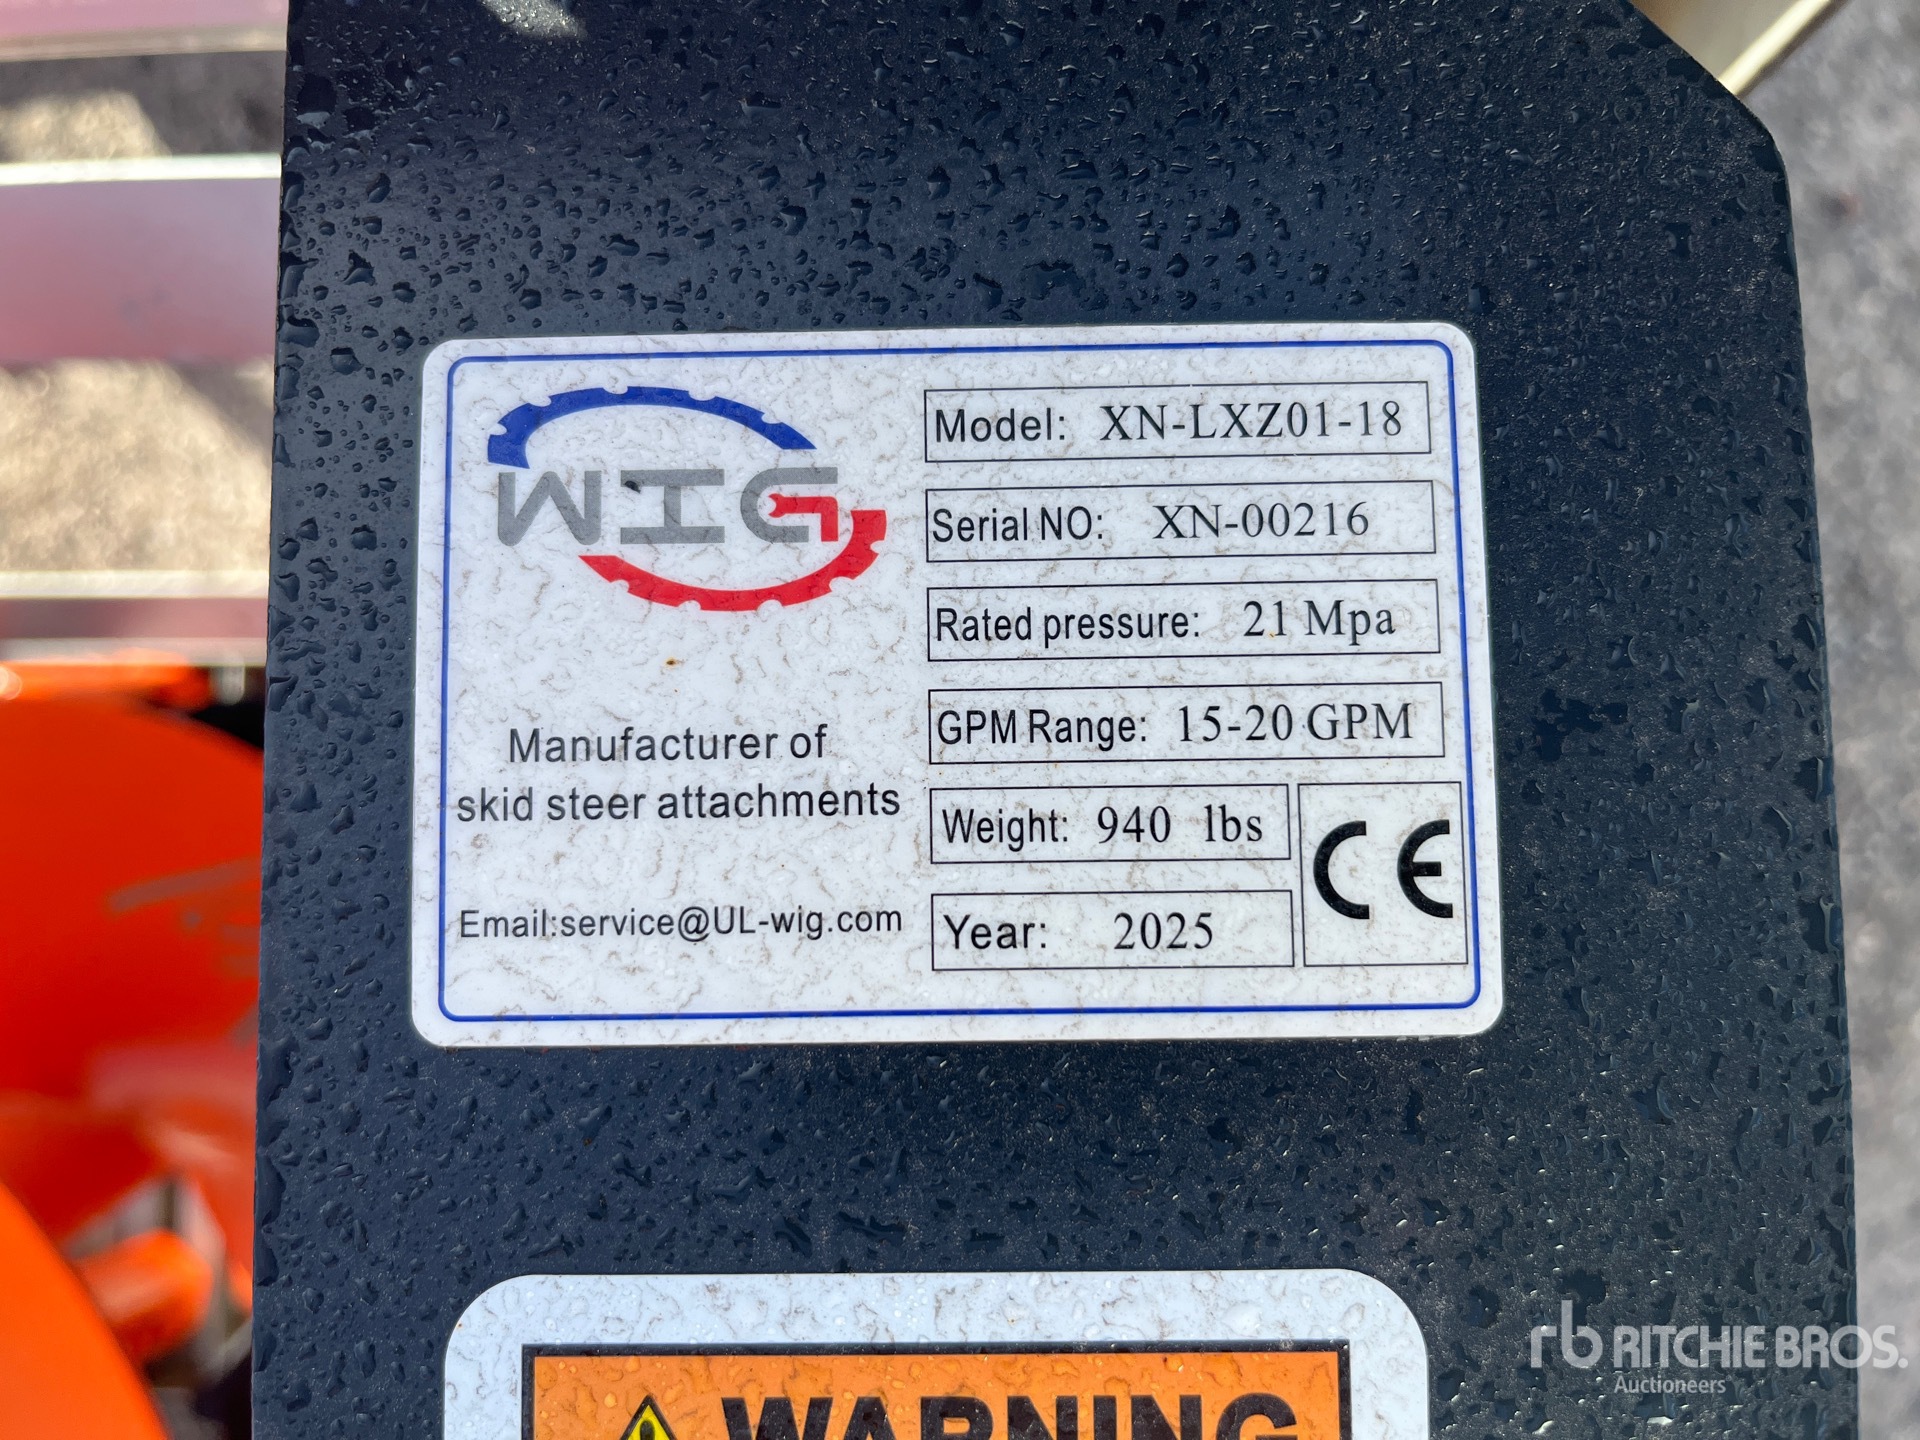 WIG
Manufacturer of
skid steer attachments
Email:service@UL-wig.com
Model: XN-LXZ01-18
Serial NO: XN-00216
Rated pressure: 21 Mpa
GPM Range: 15-20 GPM
Weight: 940 lbs
Year: 2025
CE
WARNING
rb RITCHIE BROS.
Auctioneers